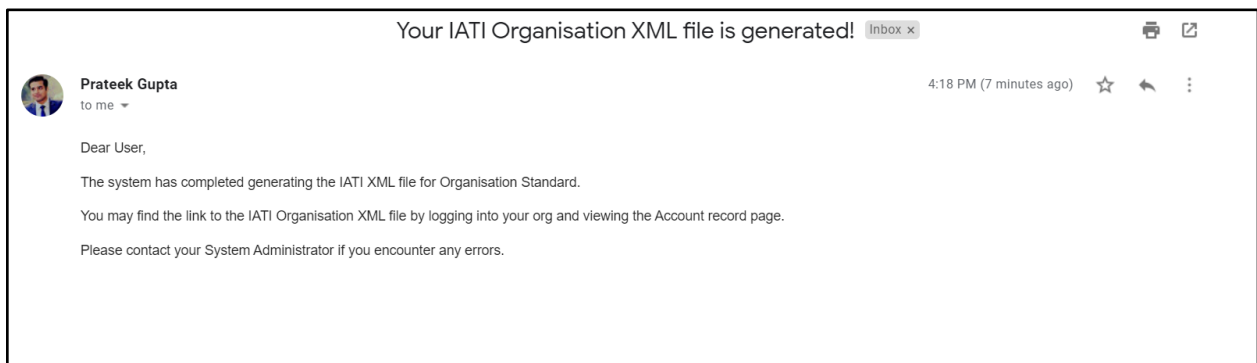 Your IATI Organisation XML file is generated! Inbox x
Prateek Gupta 4:18 PM (7 minutes ago)
to me
Dear User,
The system has completed generating the IATI XML file for Organisation Standard.
You may find the link to the IATI Organisation XML file by logging into your org and viewing the Account record page.
Please contact your System Administrator if you encounter any errors.